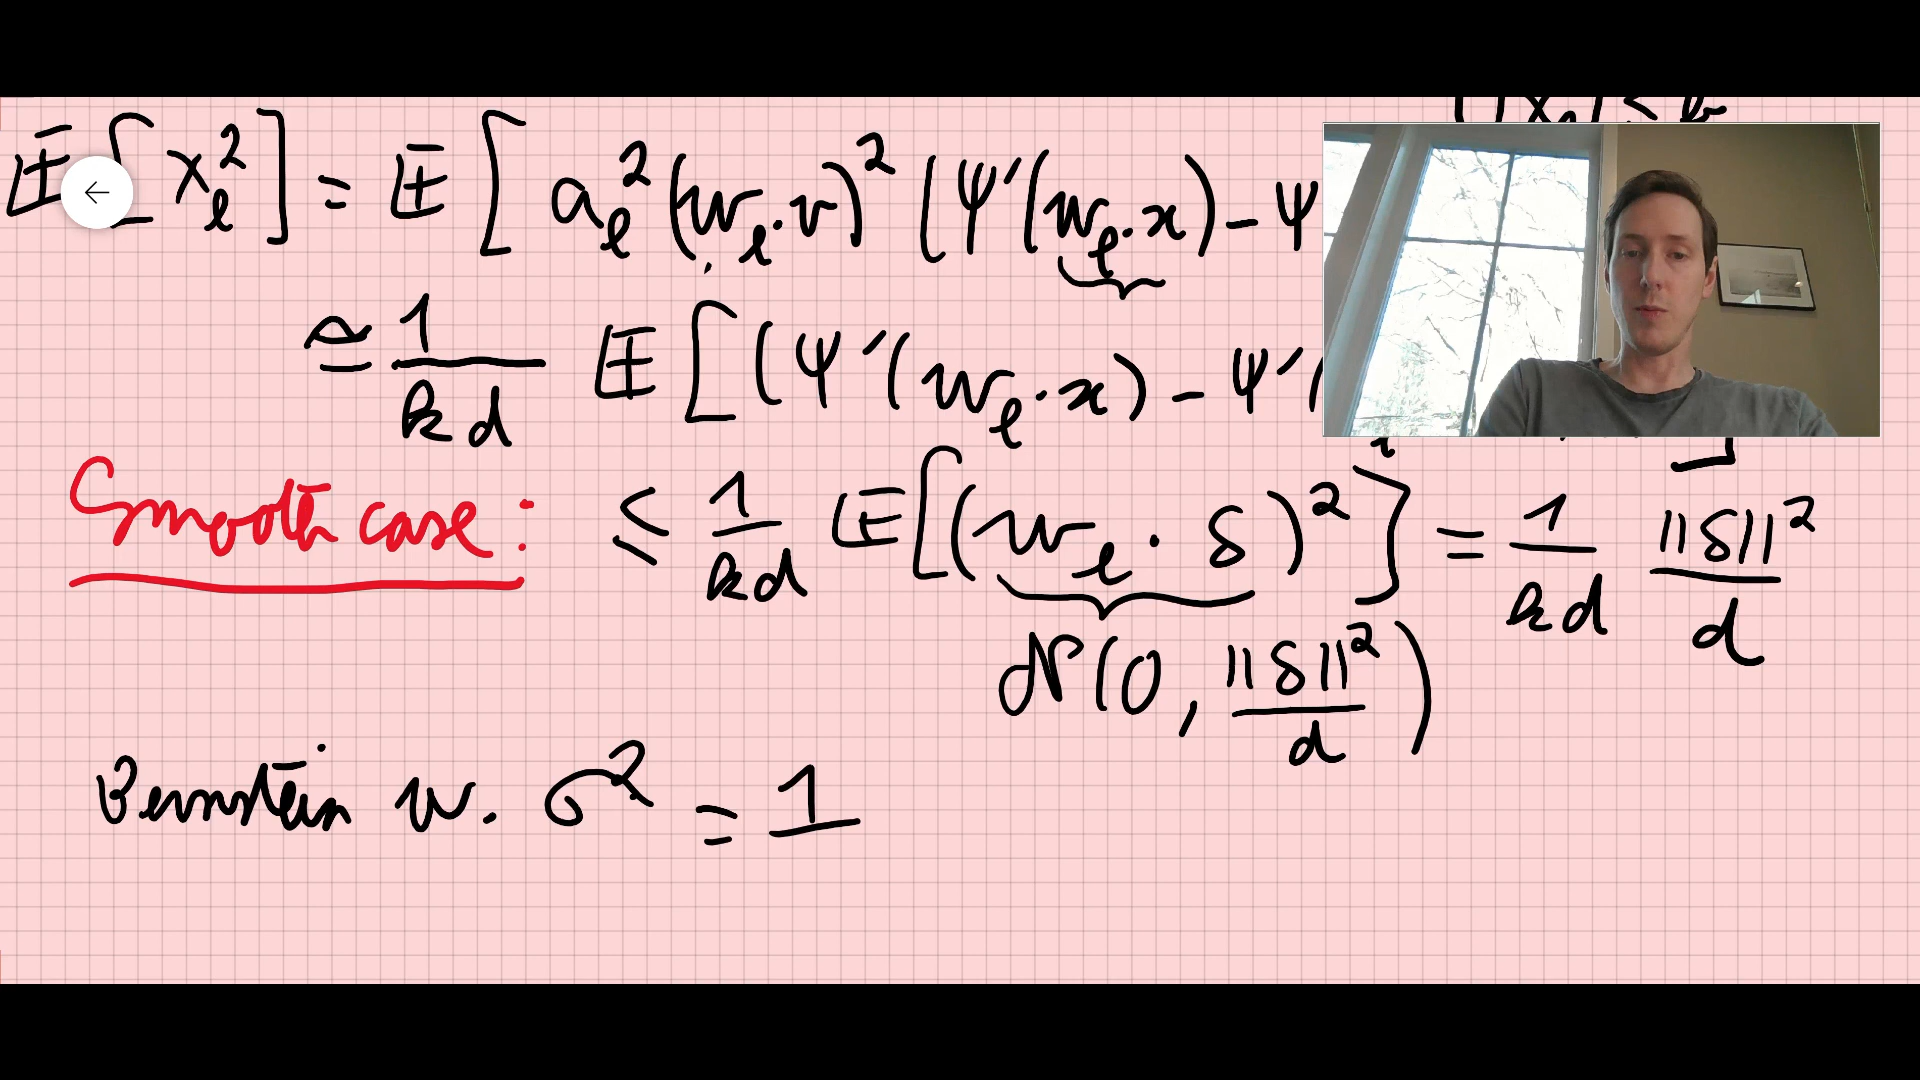 𝔼[X_ℓ^2] = 𝔼[a_ℓ^2 (w_ℓ·v)^2 (ψ'(w_ℓ·x) − ψ
≅ 1/(kd) 𝔼[(ψ'(w_ℓ·x) − ψ'(
Smooth case: ≤ 1/(kd) 𝔼[(w_ℓ·δ)^2] = 1/(kd) ||δ||^2/d
𝒩(0, ||δ||^2/d)
Bernstein w. σ^2 = 1